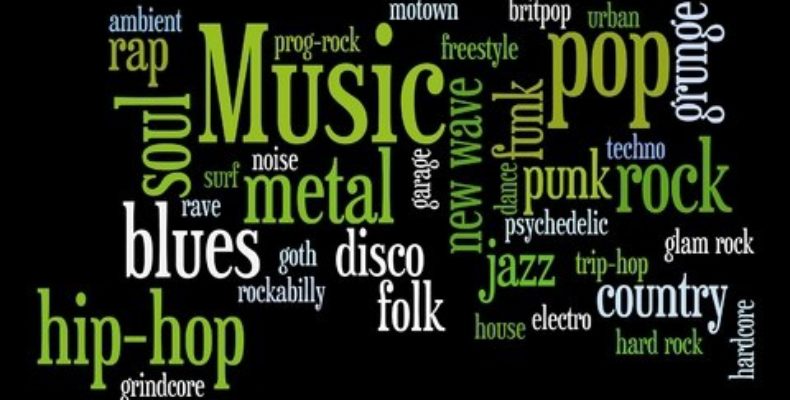 motown
britpop
ambient
urban
grunge
rap
Music
prog-rock
freestyle
pop
soul
new wave
funk
noise
garage
techno
surf
metal
dance
punk
rock
rave
blues
psychedelic
goth
disco
glam rock
jazz
trip-hop
rockabilly
folk
country
hip-hop
house
electro
hardcore
hard rock
grindcore